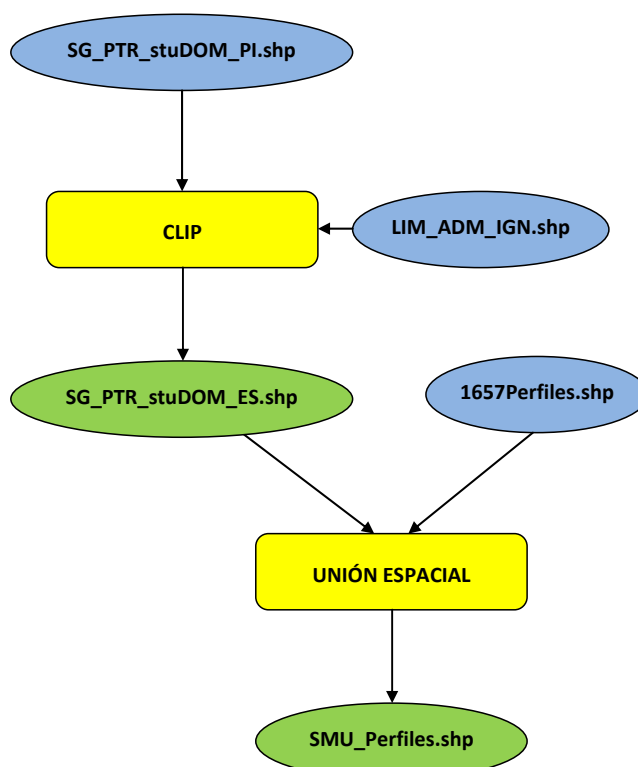 SG_PTR_stuDOM_PI.shp
CLIP
LIM_ADM_IGN.shp
SG_PTR_stuDOM_ES.shp
1657Perfiles.shp
UNIÓN ESPACIAL
SMU_Perfiles.shp